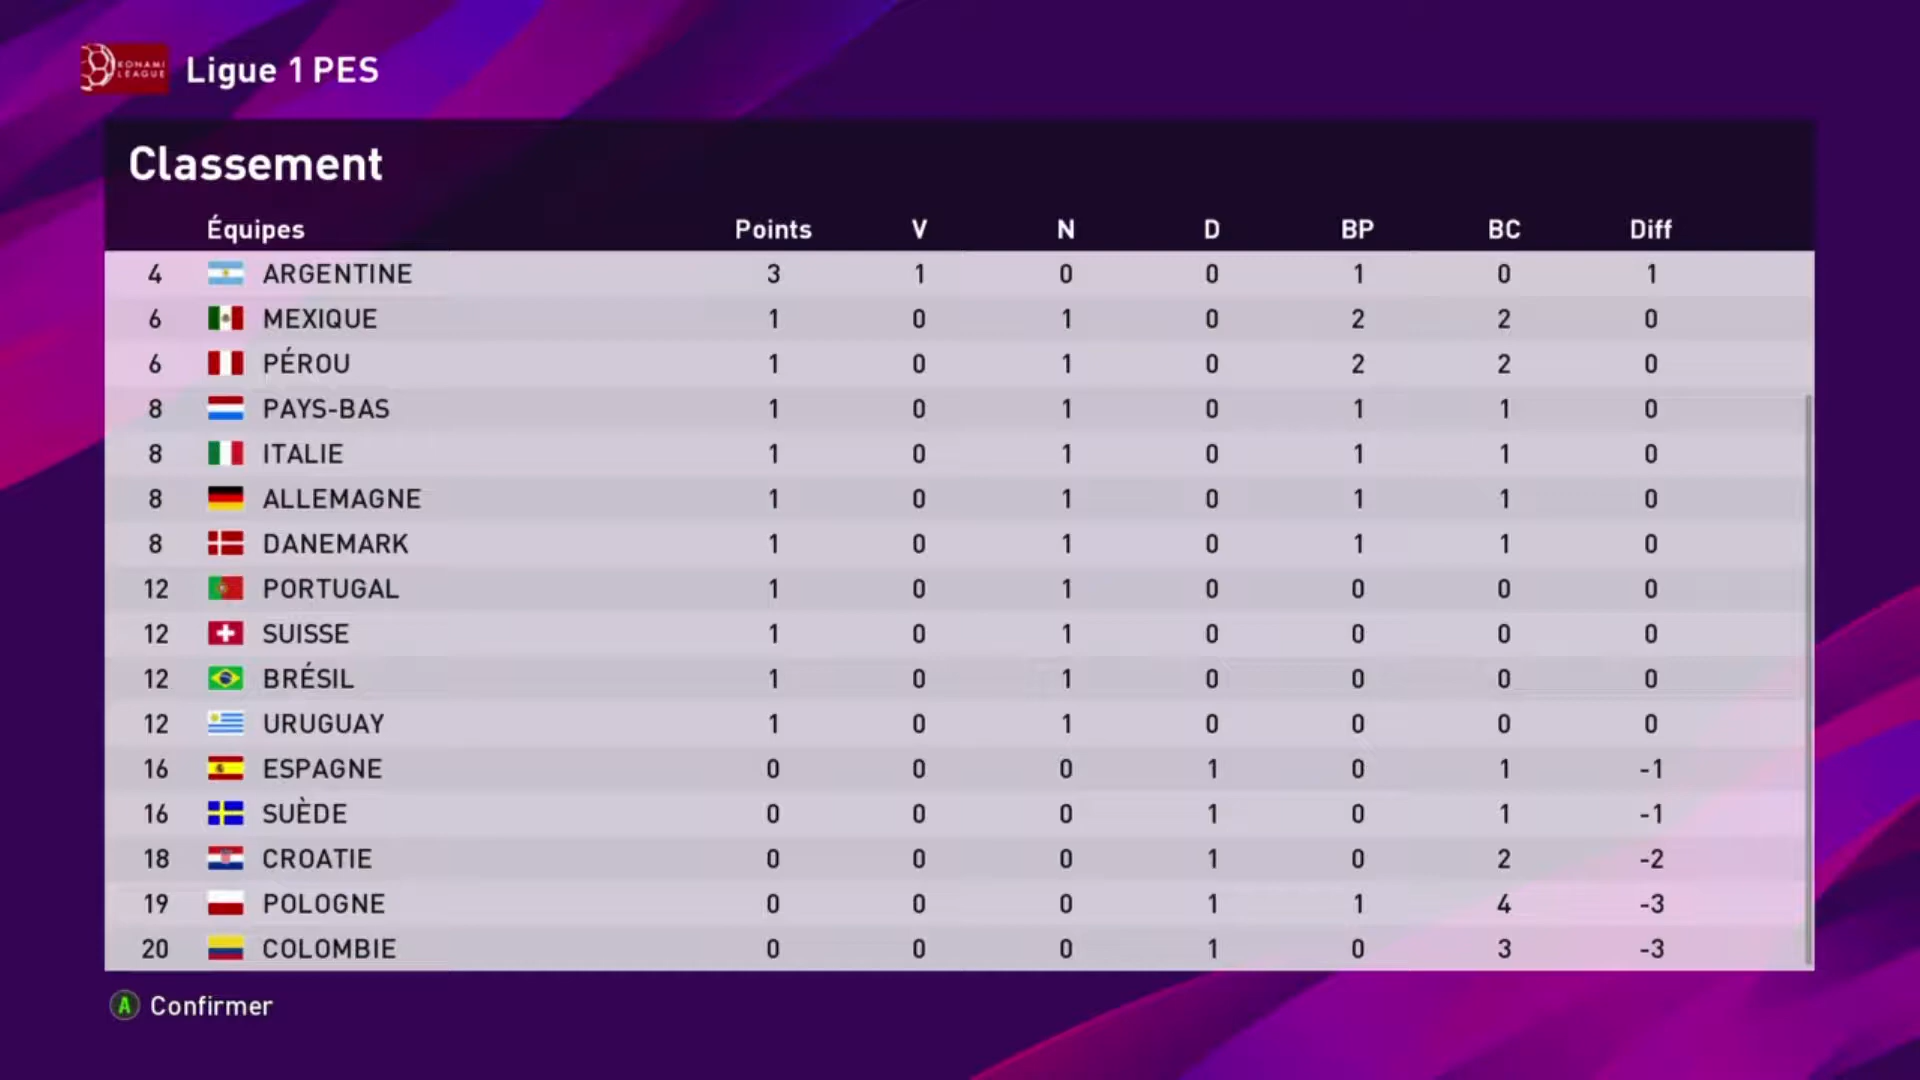 KONAMI LEAGUE Ligue 1 PES
Classement
Équipes Points V N D BP BC Diff
4 ARGENTINE 3 1 0 0 1 0 1
6 MEXIQUE 1 0 1 0 2 2 0
6 PÉROU 1 0 1 0 2 2 0
8 PAYS-BAS 1 0 1 0 1 1 0
8 ITALIE 1 0 1 0 1 1 0
8 ALLEMAGNE 1 0 1 0 1 1 0
8 DANEMARK 1 0 1 0 1 1 0
12 PORTUGAL 1 0 1 0 0 0 0
12 SUISSE 1 0 1 0 0 0 0
12 BRÉSIL 1 0 1 0 0 0 0
12 URUGUAY 1 0 1 0 0 0 0
16 ESPAGNE 0 0 0 1 0 1 -1
16 SUÈDE 0 0 0 1 0 1 -1
18 CROATIE 0 0 0 1 0 2 -2
19 POLOGNE 0 0 0 1 1 4 -3
20 COLOMBIE 0 0 0 1 0 3 -3
A Confirmer